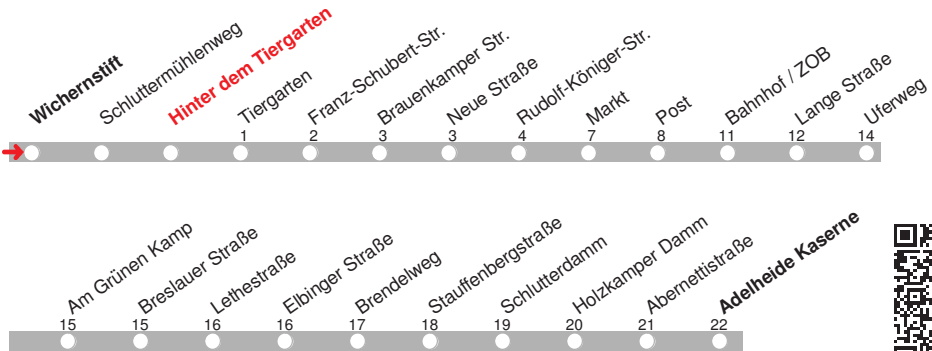 Wichernstift
Schluttermühlenweg
Hinter dem Tiergarten
Tiergarten
Franz-Schubert-Str.
Brauenkamper Str.
Neue Straße
Rudolf-Königer-Str.
Markt
Post
Bahnhof / ZOB
Lange Straße
Uferweg
1 2 3 3 4 7 8 11 12 14
Am Grünen Kamp
Breslauer Straße
Lethestraße
Elbinger Straße
Brendelweg
Stauffenbergstraße
Schlutterdamm
Holzkamper Damm
Abernettistraße
Adelheide Kaserne
15 15 16 16 17 18 19 20 21 22